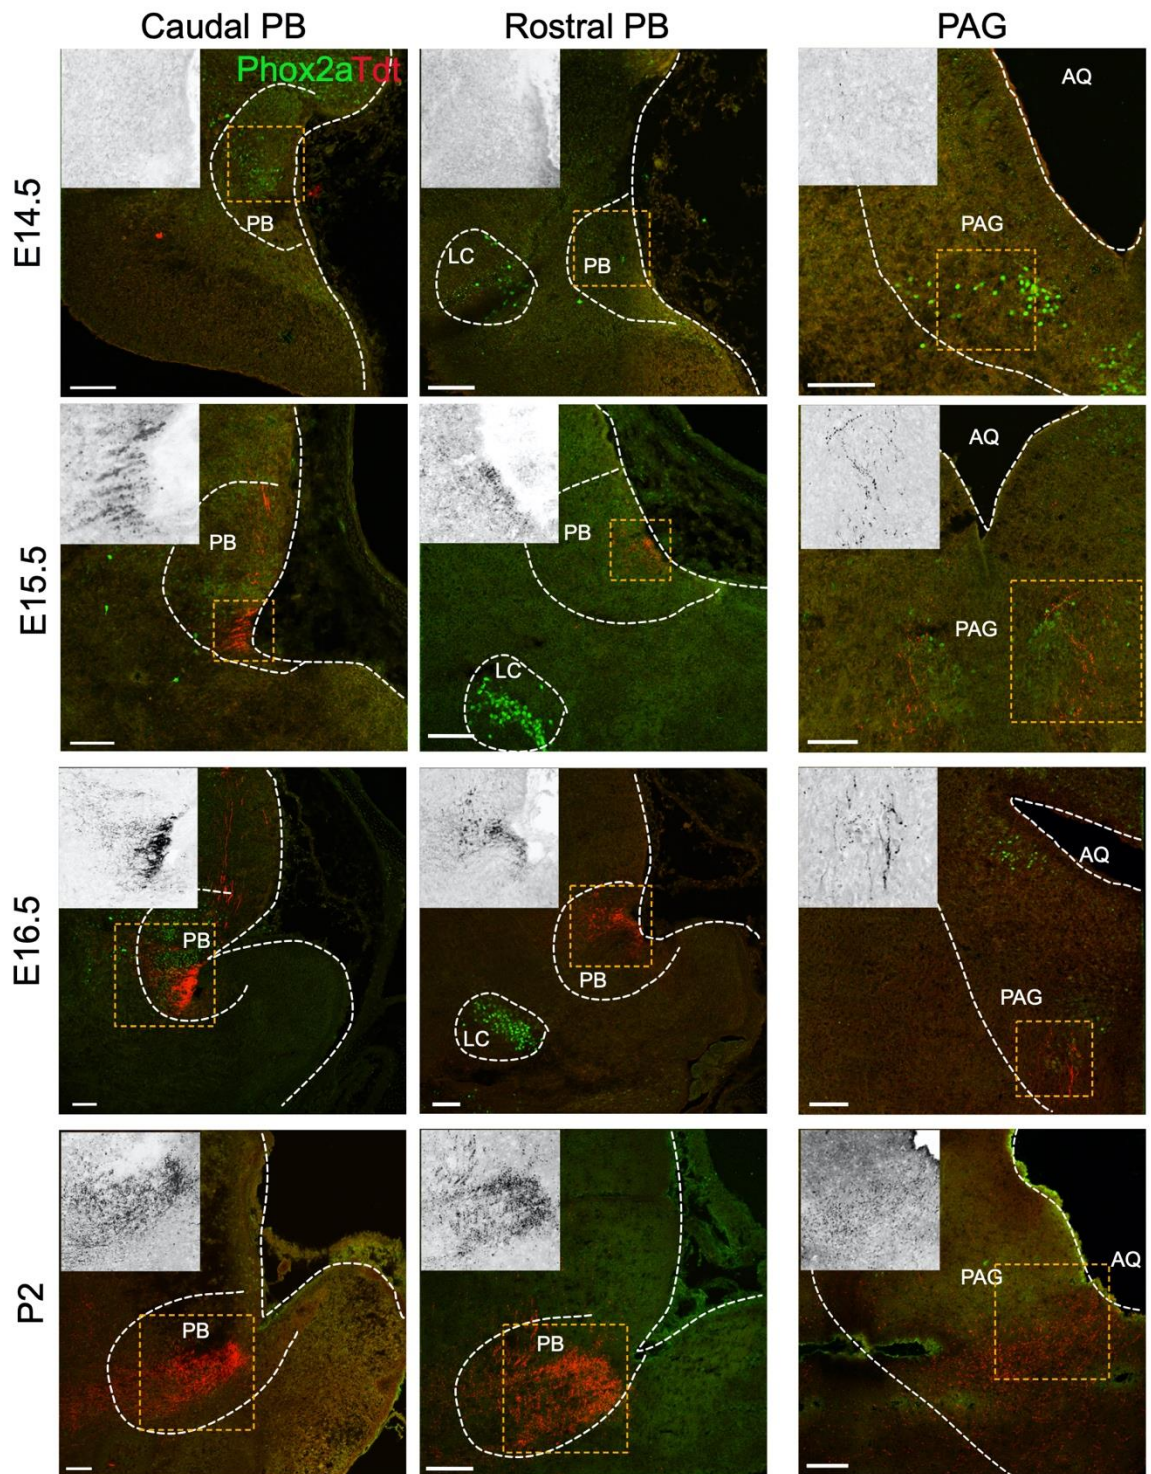 Caudal PB
Rostral PB
PAG
E14.5
Phox2aTdt
PB
LC
PB
AQ
PAG
E15.5
PB
PB
LC
AQ
PAG
E16.5
PB
PB
LC
AQ
PAG
P2
PB
PB
PAG
AQ